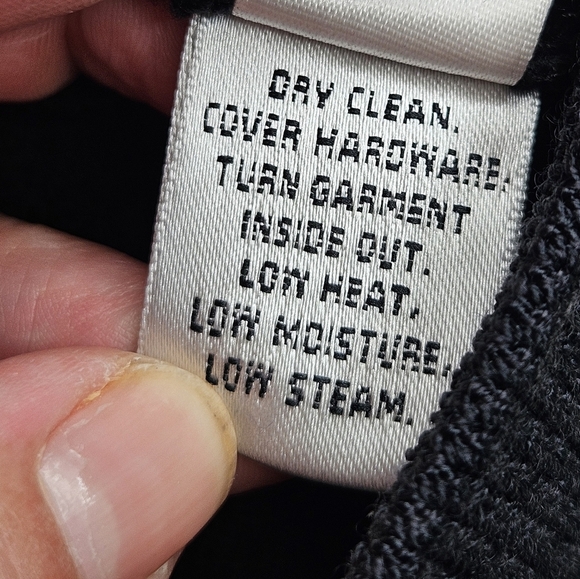 DRY CLEAN.
COVER HARDWARE.
TURN GARMENT
INSIDE OUT.
LOW HEAT,
LOW MOISTURE,
LOW STEAM.